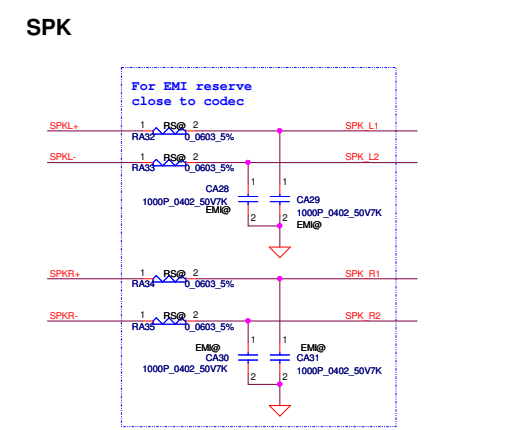 SPK
For EMI reserve
close to codec
SPKL+ 1 RS@ 2 SPK_L1
RA32 0_0603_5%
SPKL- 1 RS@ 2 SPK_L2
RA33 0_0603_5%
1 1
CA28 CA29
1000P_0402_50V7K 1000P_0402_50V7K
EMI@ 2 2 EMI@
SPKR+ 1 RS@ 2 SPK_R1
RA34 0_0603_5%
SPKR- 1 RS@ 2 SPK_R2
RA35 0_0603_5%
EMI@ 1 1 EMI@
CA30 CA31
1000P_0402_50V7K 1000P_0402_50V7K
2 2